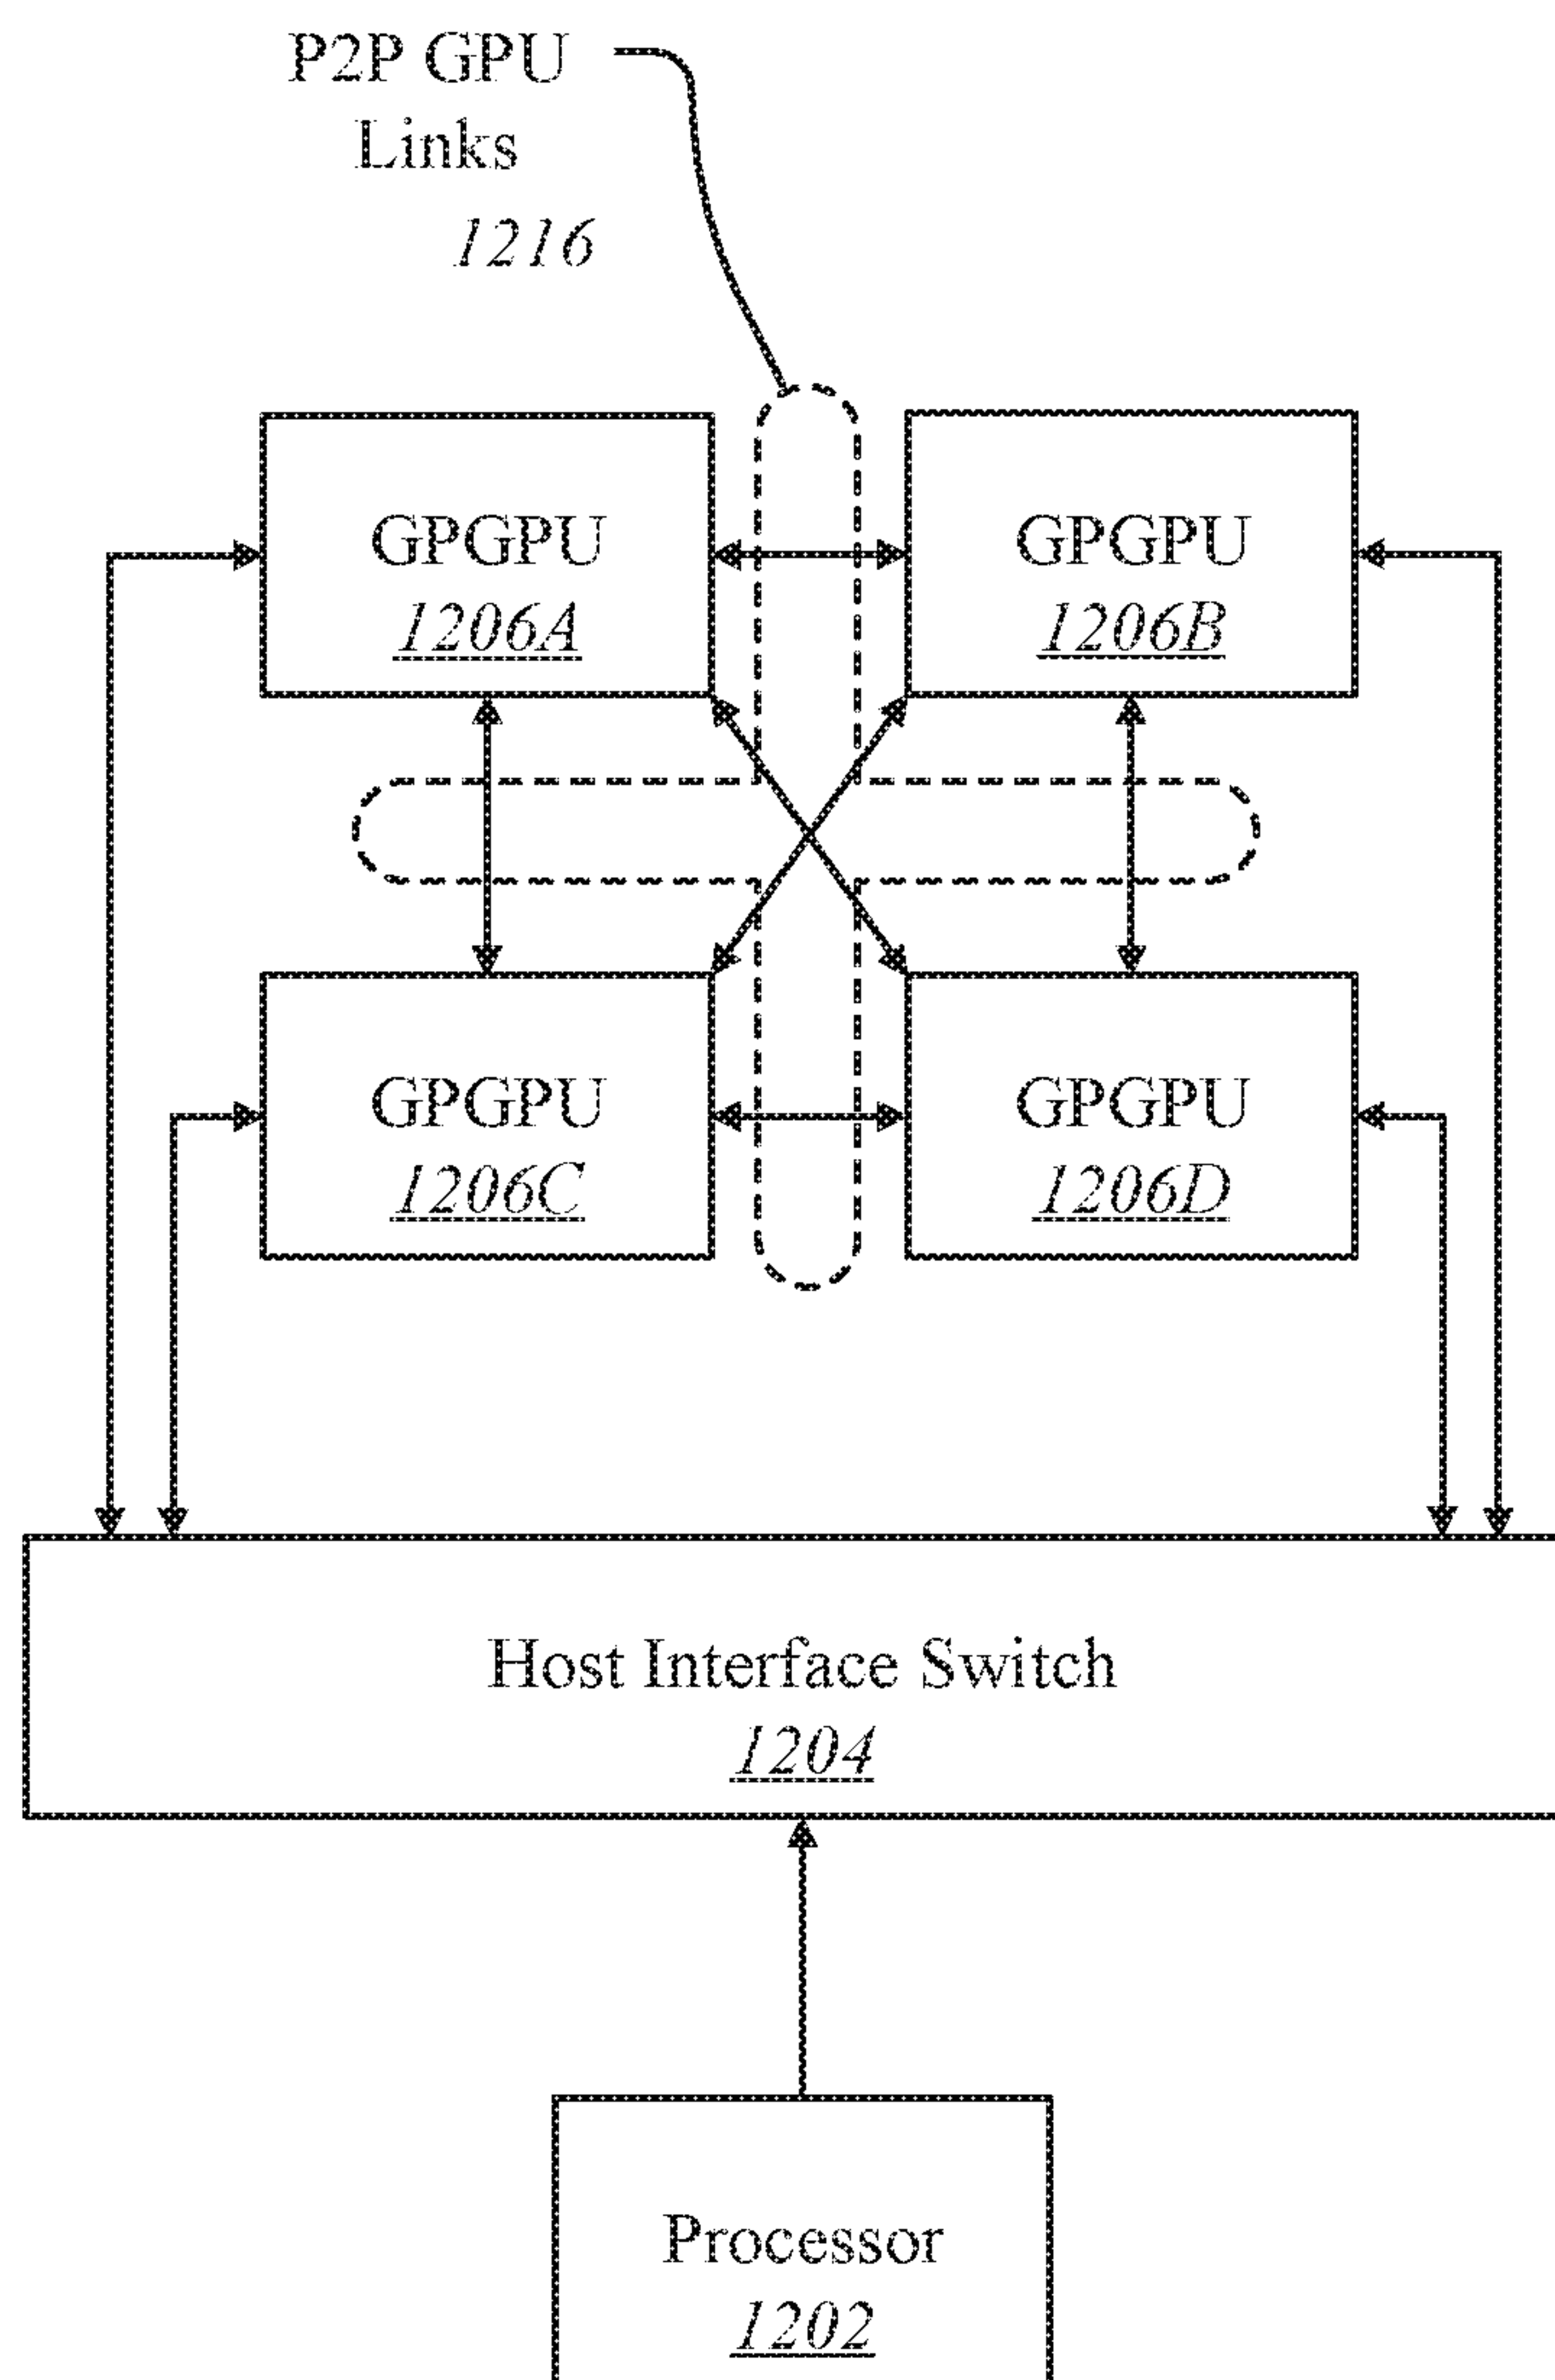 P2P GPU
Links
1216
GPGPU
1206A
GPGPU
1206B
GPGPU
1206C
GPGPU
1206D
Host Interface Switch
1204
Processor
1202